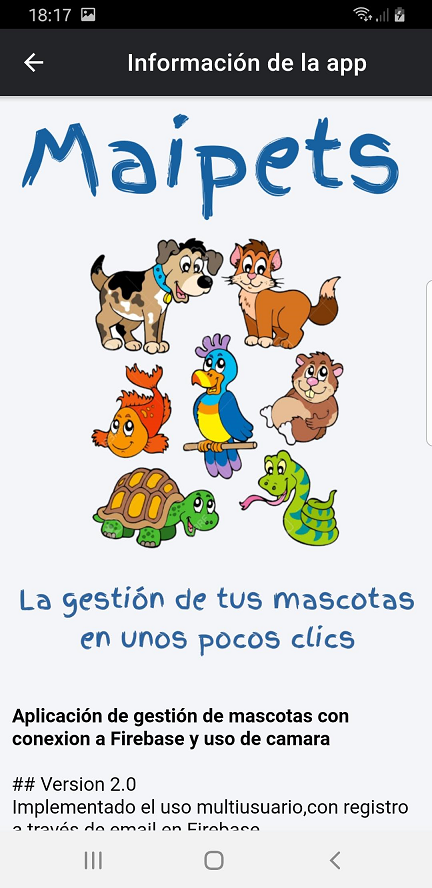 18:17
Información de la app
Maipets
La gestión de tus mascotas
en unos pocos clics
Aplicación de gestión de mascotas con
conexion a Firebase y uso de camara
## Version 2.0
Implementado el uso multiusuario,con registro
a través de email en Firebase